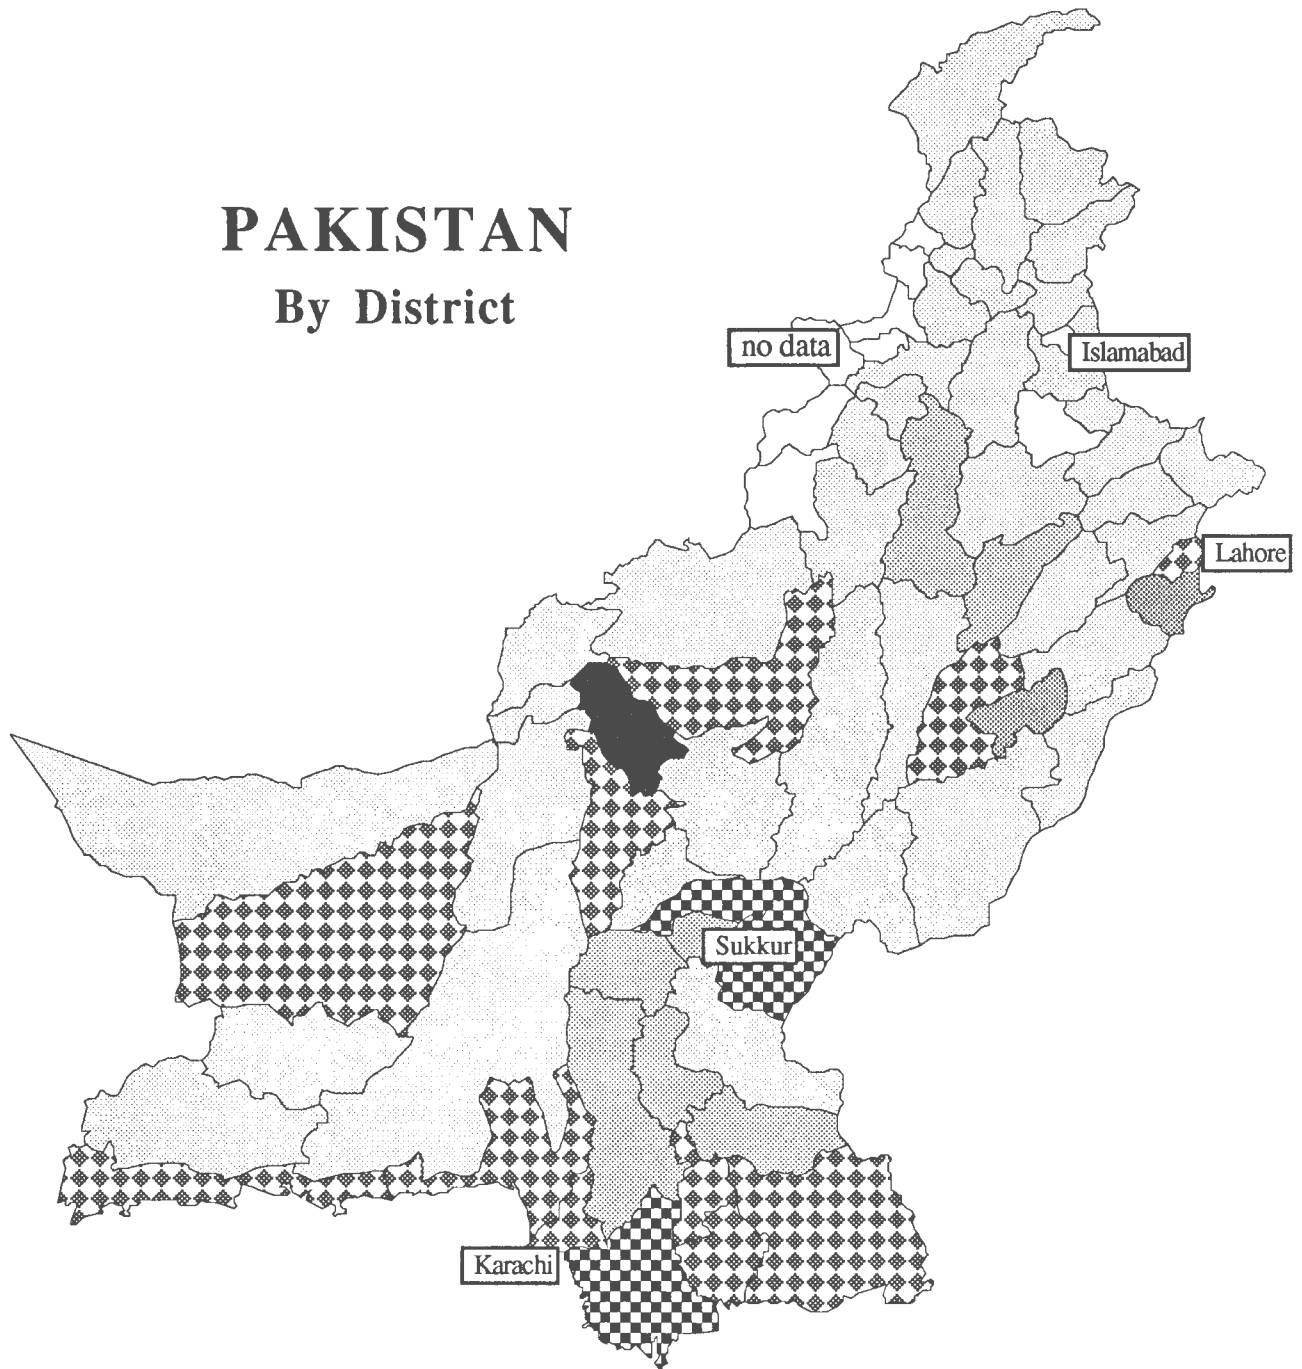 PAKISTAN
By District
no data
Islamabad
Lahore
Sukkur
Karachi